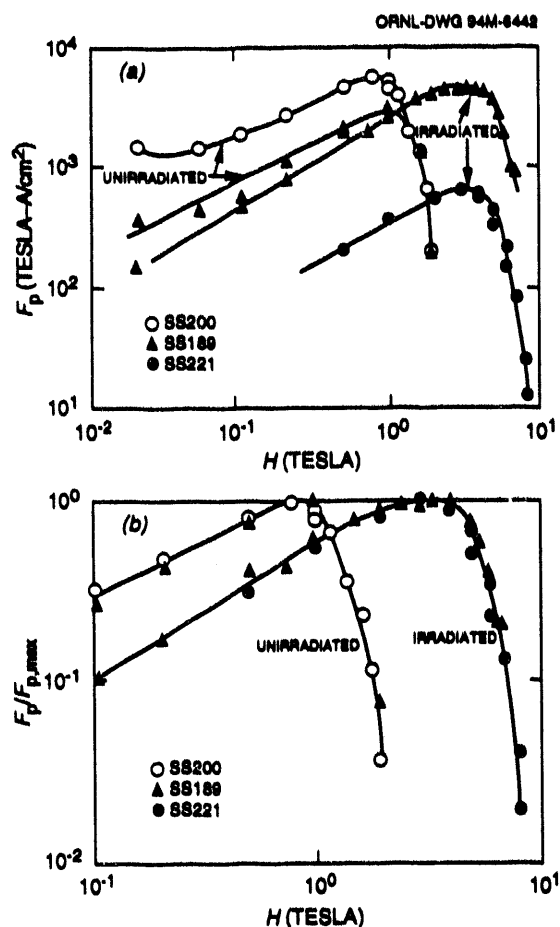 ORNL-DWG 94M-6442
(a)
10^4
10^3
10^2
10^1
F_p (TESLA–A/cm^2)
UNIRRADIATED
IRRADIATED
SS200
SS189
SS221
10^-2
10^-1
10^0
10^1
H (TESLA)
(b)
10^0
10^-1
10^-2
F_p/F_p,max
UNIRRADIATED
IRRADIATED
SS200
SS189
SS221
10^-1
10^0
10^1
H (TESLA)